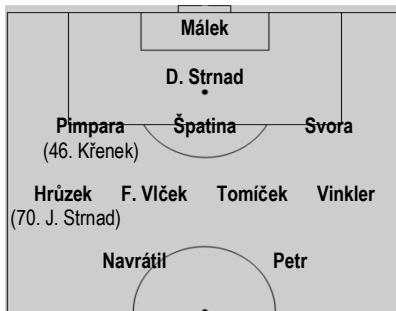 Málek
D. Strnad
Pimpara Špatina Svora
(46. Křenek)
Hrůzek F. Vlček Tomíček Vinkler
(70. J. Strnad)
Navrátil Petr